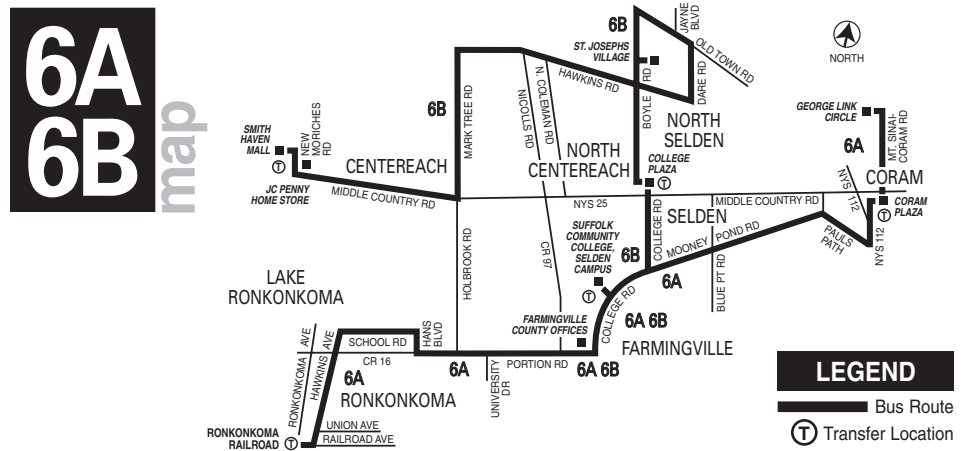 6A
6B
map
6B
JAYNE
BLVD
OLD TOWN RD
ST. JOSEPHS
VILLAGE
NORTH
HAWKINS RD
BOYLE RD
DARE RD
N. COLEMAN RD
NICOLLS RD
MARK TREE RD
6B
GEORGE LINK
CIRCLE
6A
MT. SINAI-
CORAM RD
SMITH
HAVEN
MALL
T
NEW
MORICHES
RD
JC PENNY
HOME STORE
CENTEREACH
MIDDLE COUNTRY RD
NORTH
CENTEREACH
NORTH
SELDEN
COLLEGE
PLAZA
T
NYS 112
CORAM
CORAM
PLAZA
T
NYS 25
MIDDLE COUNTRY RD
SELDEN
SUFFOLK
COMMUNITY
COLLEGE,
SELDEN
CAMPUS
T
COLLEGE RD
MOONEY POND RD
PAULS
PATH
NYS 112
6B
6A
BLUE PT RD
HOLBROOK RD
CR 97
LAKE
RONKONKOMA
COLLEGE RD
6A 6B
FARMINGVILLE
COUNTY OFFICES
FARMINGVILLE
RONKONKOMA AVE
HAWKINS AVE
SCHOOL RD
HANS
BLVD
CR 16
6A
6A
UNIVERSITY
DR
PORTION RD
6A 6B
RONKONKOMA
UNION AVE
RAILROAD AVE
RONKONKOMA
RAILROAD
T
LEGEND
Bus Route
T Transfer Location